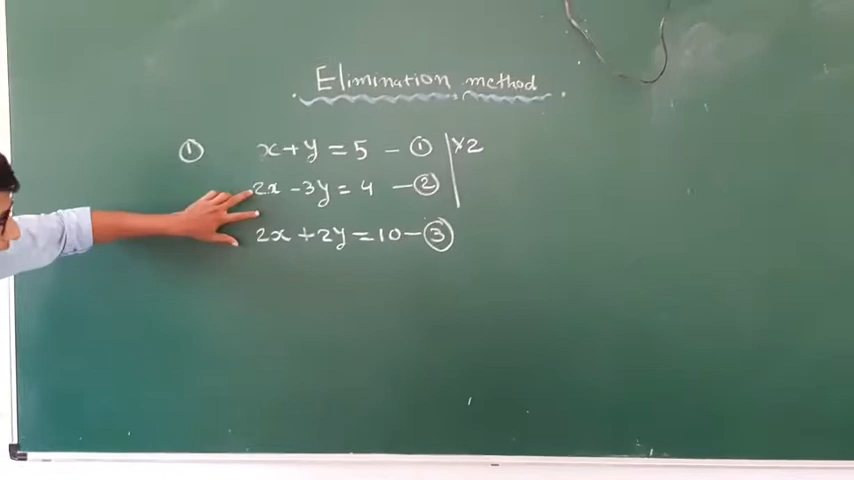 Elimination method
① x + y = 5 - ① | ×2
2x - 3y = 4 - ②
2x + 2y = 10 - ③